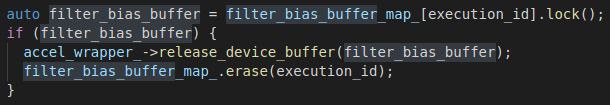 auto filter_bias_buffer = filter_bias_buffer_map_[execution_id].lock();
if (filter_bias_buffer) {
accel_wrapper_->release_device_buffer(filter_bias_buffer);
filter_bias_buffer_map_.erase(execution_id);
}